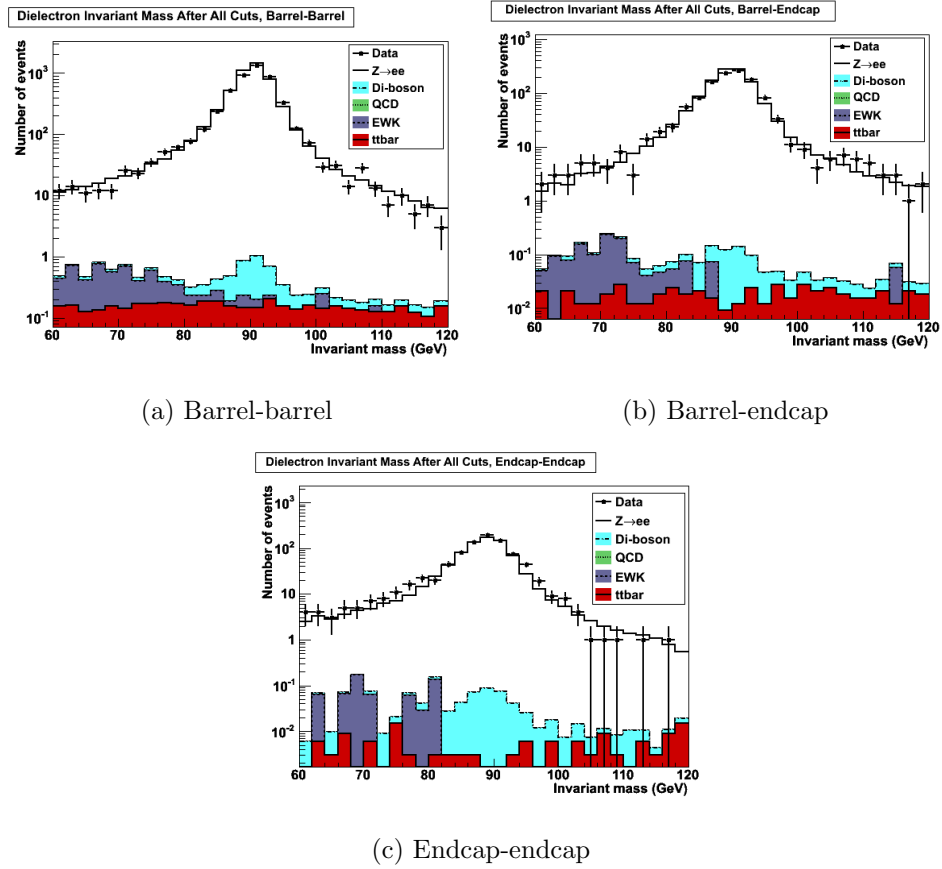 Dielectron Invariant Mass After All Cuts, Barrel-Barrel
Number of events
10³
10²
10
1
10⁻¹
Data
Z→ee
Di-boson
QCD
EWK
ttbar
60 70 80 90 100 110 120
Invariant mass (GeV)
(a) Barrel-barrel
Dielectron Invariant Mass After All Cuts, Barrel-Endcap
Number of events
10³
10²
10
1
10⁻¹
10⁻²
Data
Z→ee
Di-boson
QCD
EWK
ttbar
60 70 80 90 100 110 120
Invariant mass (GeV)
(b) Barrel-endcap
Dielectron Invariant Mass After All Cuts, Endcap-Endcap
Number of events
10³
10²
10
1
10⁻¹
10⁻²
Data
Z→ee
Di-boson
QCD
EWK
ttbar
60 70 80 90 100 110 120
Invariant mass (GeV)
(c) Endcap-endcap